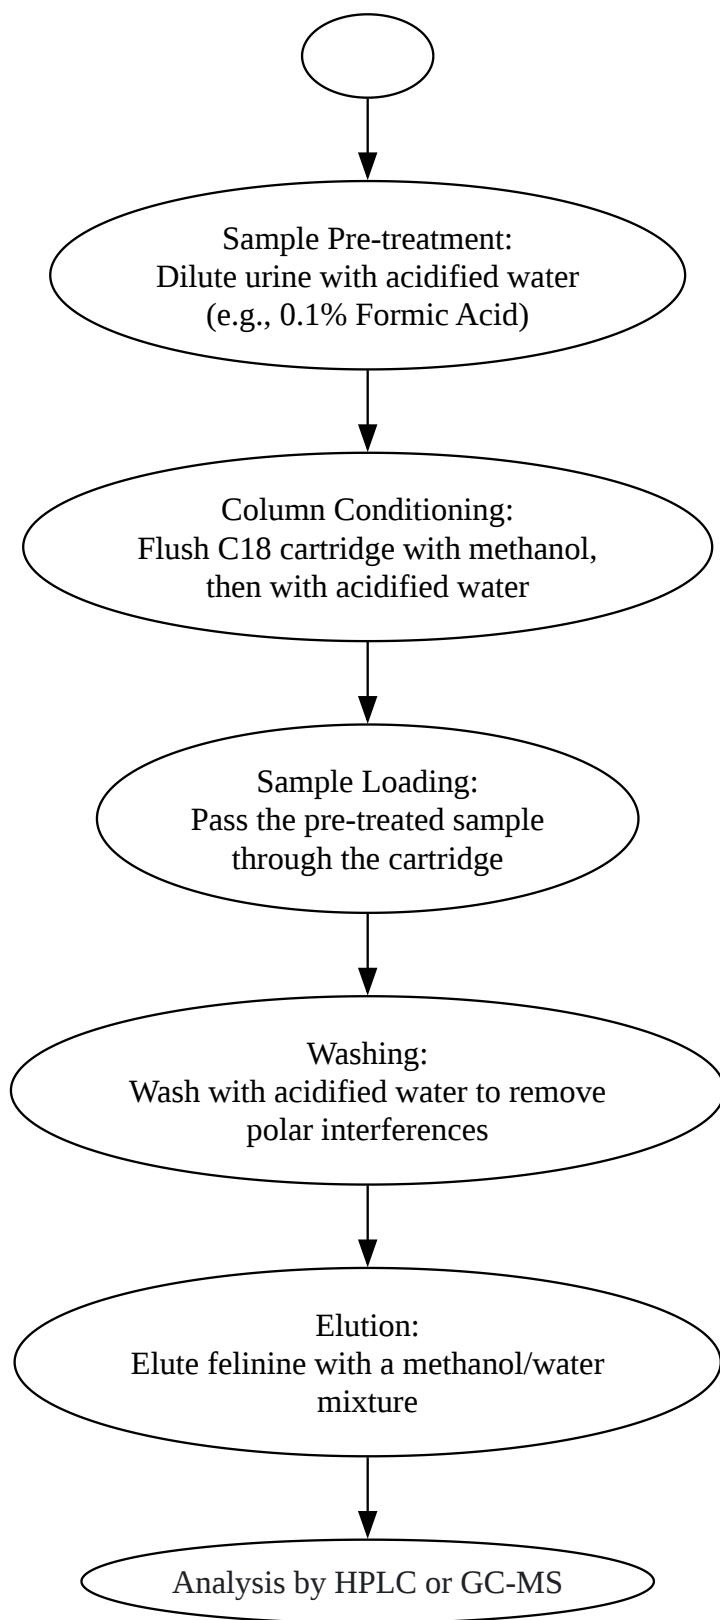 Sample Pre-treatment:
Dilute urine with acidified water
(e.g., 0.1% Formic Acid)
Column Conditioning:
Flush C18 cartridge with methanol,
then with acidified water
Sample Loading:
Pass the pre-treated sample
through the cartridge
Washing:
Wash with acidified water to remove
polar interferences
Elution:
Elute felinine with a methanol/water
mixture
Analysis by HPLC or GC-MS